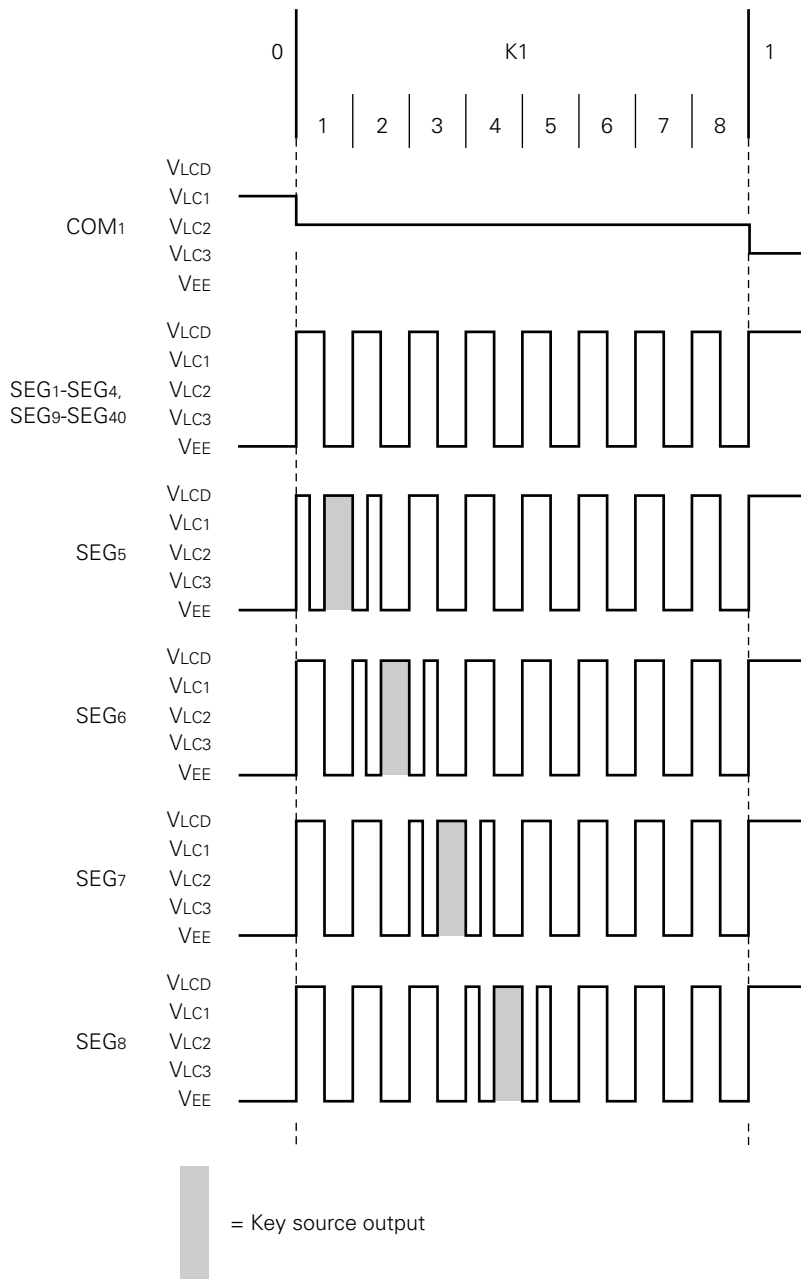 0 K1 1
1 2 3 4 5 6 7 8
VLCD
VLC1
COM1 VLC2
VLC3
VEE
VLCD
VLC1
SEG1-SEG4, VLC2
SEG9-SEG40 VLC3
VEE
VLCD
VLC1
SEG5 VLC2
VLC3
VEE
VLCD
VLC1
SEG6 VLC2
VLC3
VEE
VLCD
VLC1
SEG7 VLC2
VLC3
VEE
VLCD
VLC1
SEG8 VLC2
VLC3
VEE
= Key source output